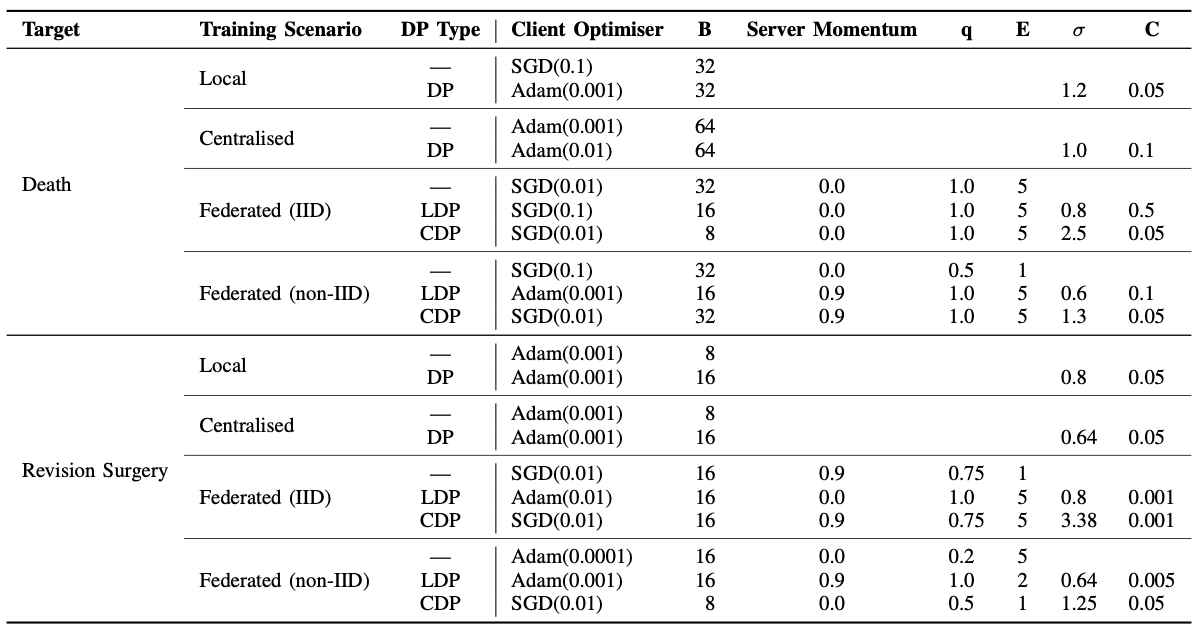 Target Training Scenario DP Type Client Optimiser B Server Momentum q E σ C
Death
Local
— SGD(0.1) 32
DP Adam(0.001) 32 1.2 0.05
Centralised
— Adam(0.001) 64
DP Adam(0.01) 64 1.0 0.1
Federated (IID)
— SGD(0.01) 32 0.0 1.0 5
LDP SGD(0.1) 16 0.0 1.0 5 0.8 0.5
CDP SGD(0.01) 8 0.0 1.0 5 2.5 0.05
Federated (non-IID)
— SGD(0.1) 32 0.0 0.5 1
LDP Adam(0.001) 16 0.9 1.0 5 0.6 0.1
CDP SGD(0.01) 32 0.9 1.0 5 1.3 0.05
Revision Surgery
Local
— Adam(0.001) 8
DP Adam(0.001) 16 0.8 0.05
Centralised
— Adam(0.001) 8
DP Adam(0.001) 16 0.64 0.05
Federated (IID)
— SGD(0.01) 16 0.9 0.75 1
LDP Adam(0.01) 16 0.0 1.0 5 0.8 0.001
CDP SGD(0.01) 16 0.9 0.75 5 3.38 0.001
Federated (non-IID)
— Adam(0.0001) 16 0.0 0.2 5
LDP Adam(0.001) 16 0.9 1.0 2 0.64 0.005
CDP SGD(0.01) 8 0.0 0.5 1 1.25 0.05